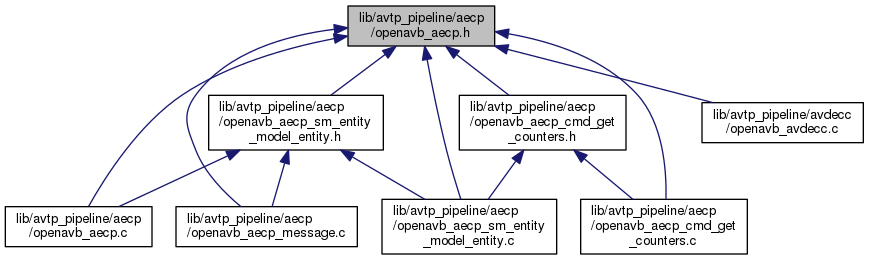 lib/avtp_pipeline/aecp
/openavb_aecp.h
lib/avtp_pipeline/aecp
/openavb_aecp_sm_entity
_model_entity.h
lib/avtp_pipeline/aecp
/openavb_aecp_cmd_get
_counters.h
lib/avtp_pipeline/avdecc
/openavb_avdecc.c
lib/avtp_pipeline/aecp
/openavb_aecp.c
lib/avtp_pipeline/aecp
/openavb_aecp_message.c
lib/avtp_pipeline/aecp
/openavb_aecp_sm_entity
_model_entity.c
lib/avtp_pipeline/aecp
/openavb_aecp_cmd_get
_counters.c